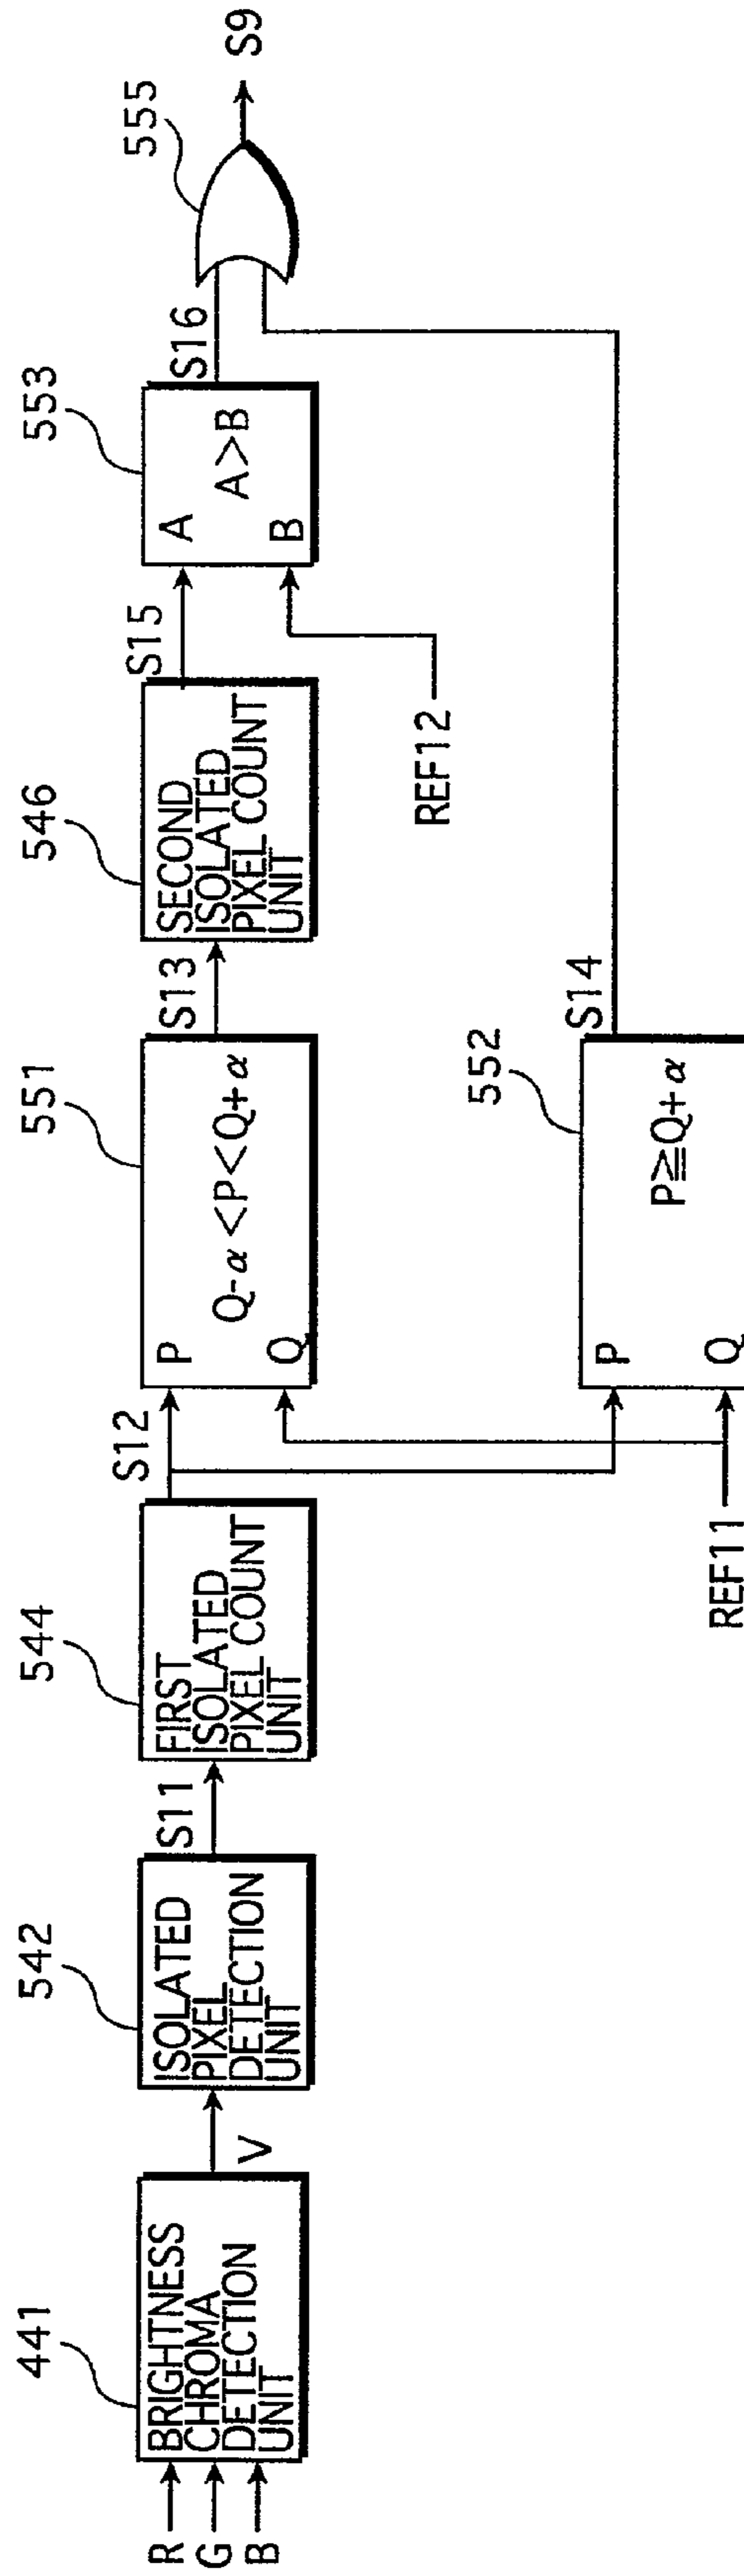 R
G
B
441
BRIGHTNESS
CHROMA
DETECTION
UNIT
V
542
ISOLATED
PIXEL
DETECTION
UNIT
S11
544
FIRST
ISOLATED
PIXEL COUNT
UNIT
S12
551
P
Q-α<P<Q+α
Q
S13
546
SECOND
ISOLATED
PIXEL COUNT
UNIT
S15
553
A
A>B
B
S16
555
S9
REF12
REF11
552
P
P≧Q+α
Q
S14